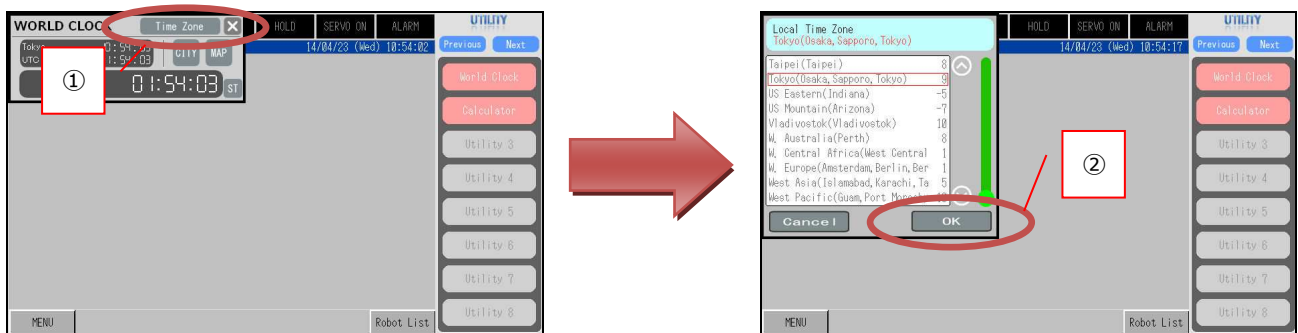 WORLD CLOCK Time Zone
Tokyo
UTC
CITY MAP
①
01:54:03 ST
HOLD SERVO ON ALARM
14/04/23 (Wed) 10:54:02
UTILITY
Previous Next
World Clock
Calculator
Utility 3
Utility 4
Utility 5
Utility 6
Utility 7
Utility 8
MENU Robot List
Local Time Zone
Tokyo(Osaka,Sapporo,Tokyo)
Taipei(Taipei) 8
Tokyo(Osaka,Sapporo,Tokyo) 9
US Eastern(Indiana) -5
US Mountain(Arizona) -7
Vladivostok(Vladivostok) 10
W. Australia(Perth) 8
W. Central Africa(West Central 1
W. Europe(Amsterdam,Berlin,Ber 1
West Asia(Islamabad,Karachi,Ta 5
West Pacific(Guam,Port
Cancel OK
②
HOLD SERVO ON ALARM
14/04/23 (Wed) 10:54:17
UTILITY
Previous Next
World Clock
Calculator
Utility 3
Utility 4
Utility 5
Utility 6
Utility 7
Utility 8
MENU Robot List